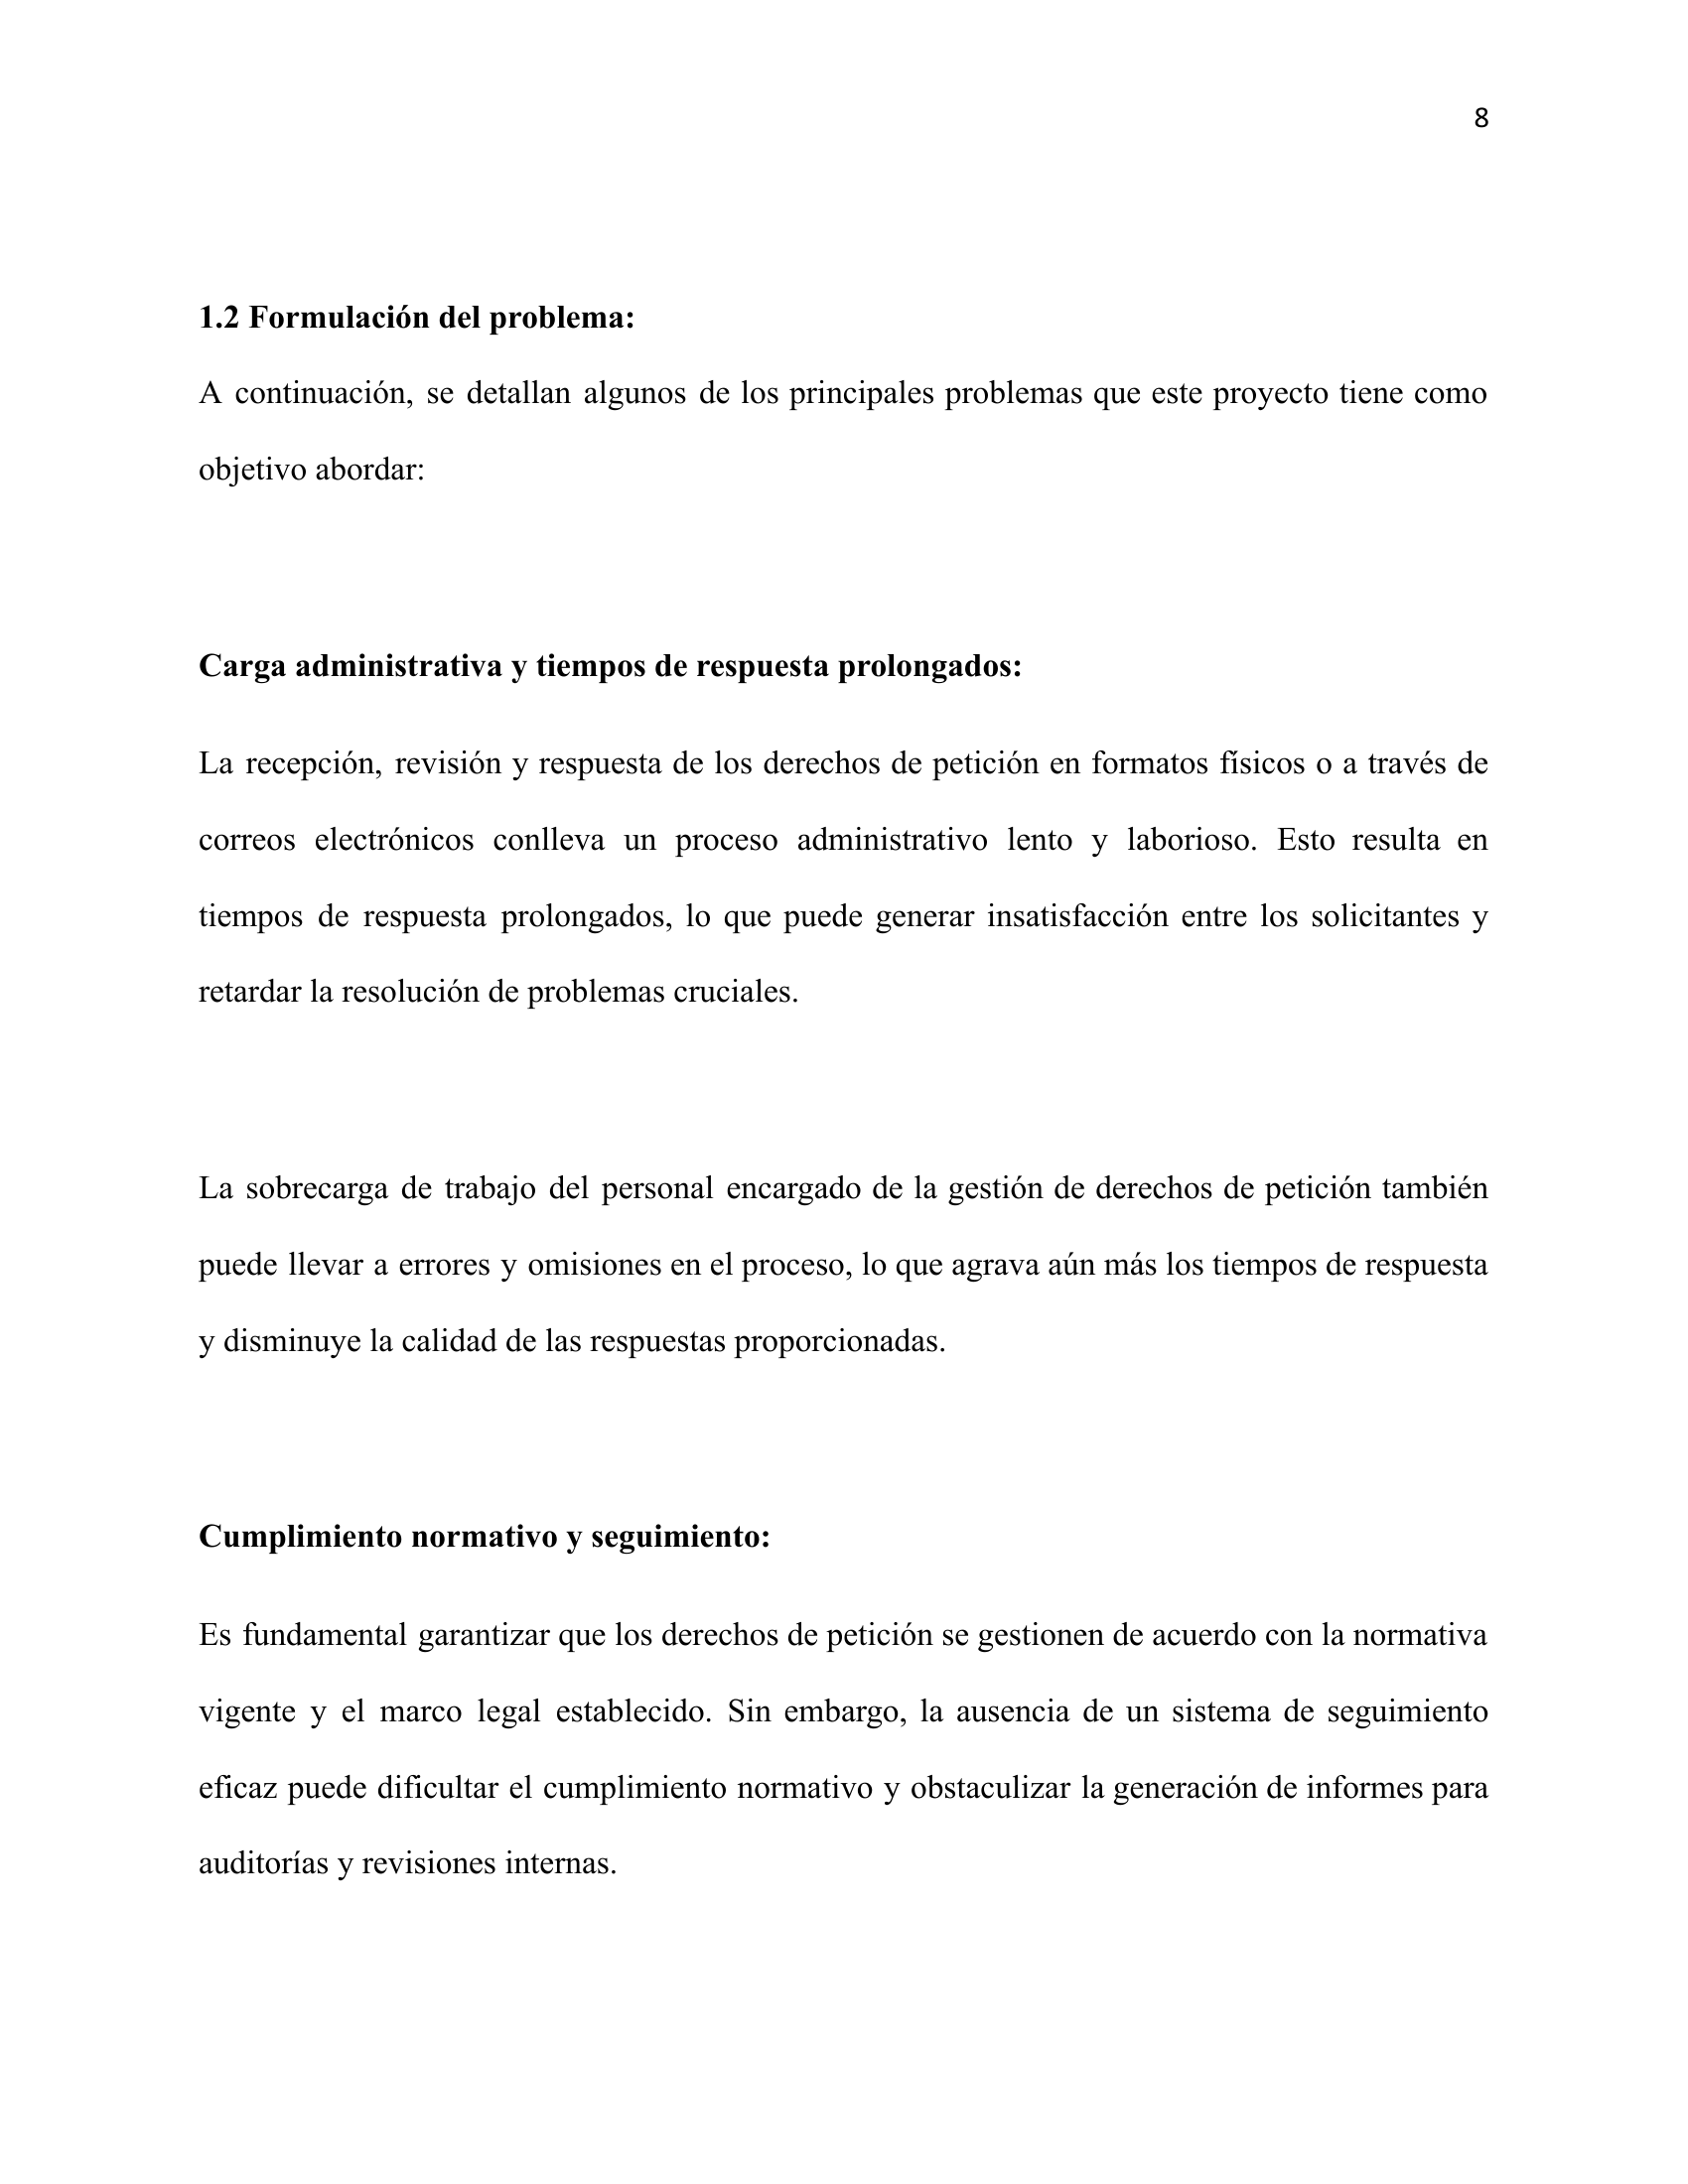 8
1.2 Formulación del problema:
A continuación, se detallan algunos de los principales problemas que este proyecto tiene como
objetivo abordar:
Carga administrativa y tiempos de respuesta prolongados:
La recepción, revisión y respuesta de los derechos de petición en formatos físicos o a través de
correos electrónicos conlleva un proceso administrativo lento y laborioso. Esto resulta en
tiempos de respuesta prolongados, lo que puede generar insatisfacción entre los solicitantes y
retardar la resolución de problemas cruciales.
La sobrecarga de trabajo del personal encargado de la gestión de derechos de petición también
puede llevar a errores y omisiones en el proceso, lo que agrava aún más los tiempos de respuesta
y disminuye la calidad de las respuestas proporcionadas.
Cumplimiento normativo y seguimiento:
Es fundamental garantizar que los derechos de petición se gestionen de acuerdo con la normativa
vigente y el marco legal establecido. Sin embargo, la ausencia de un sistema de seguimiento
eficaz puede dificultar el cumplimiento normativo y obstaculizar la generación de informes para
auditorías y revisiones internas.